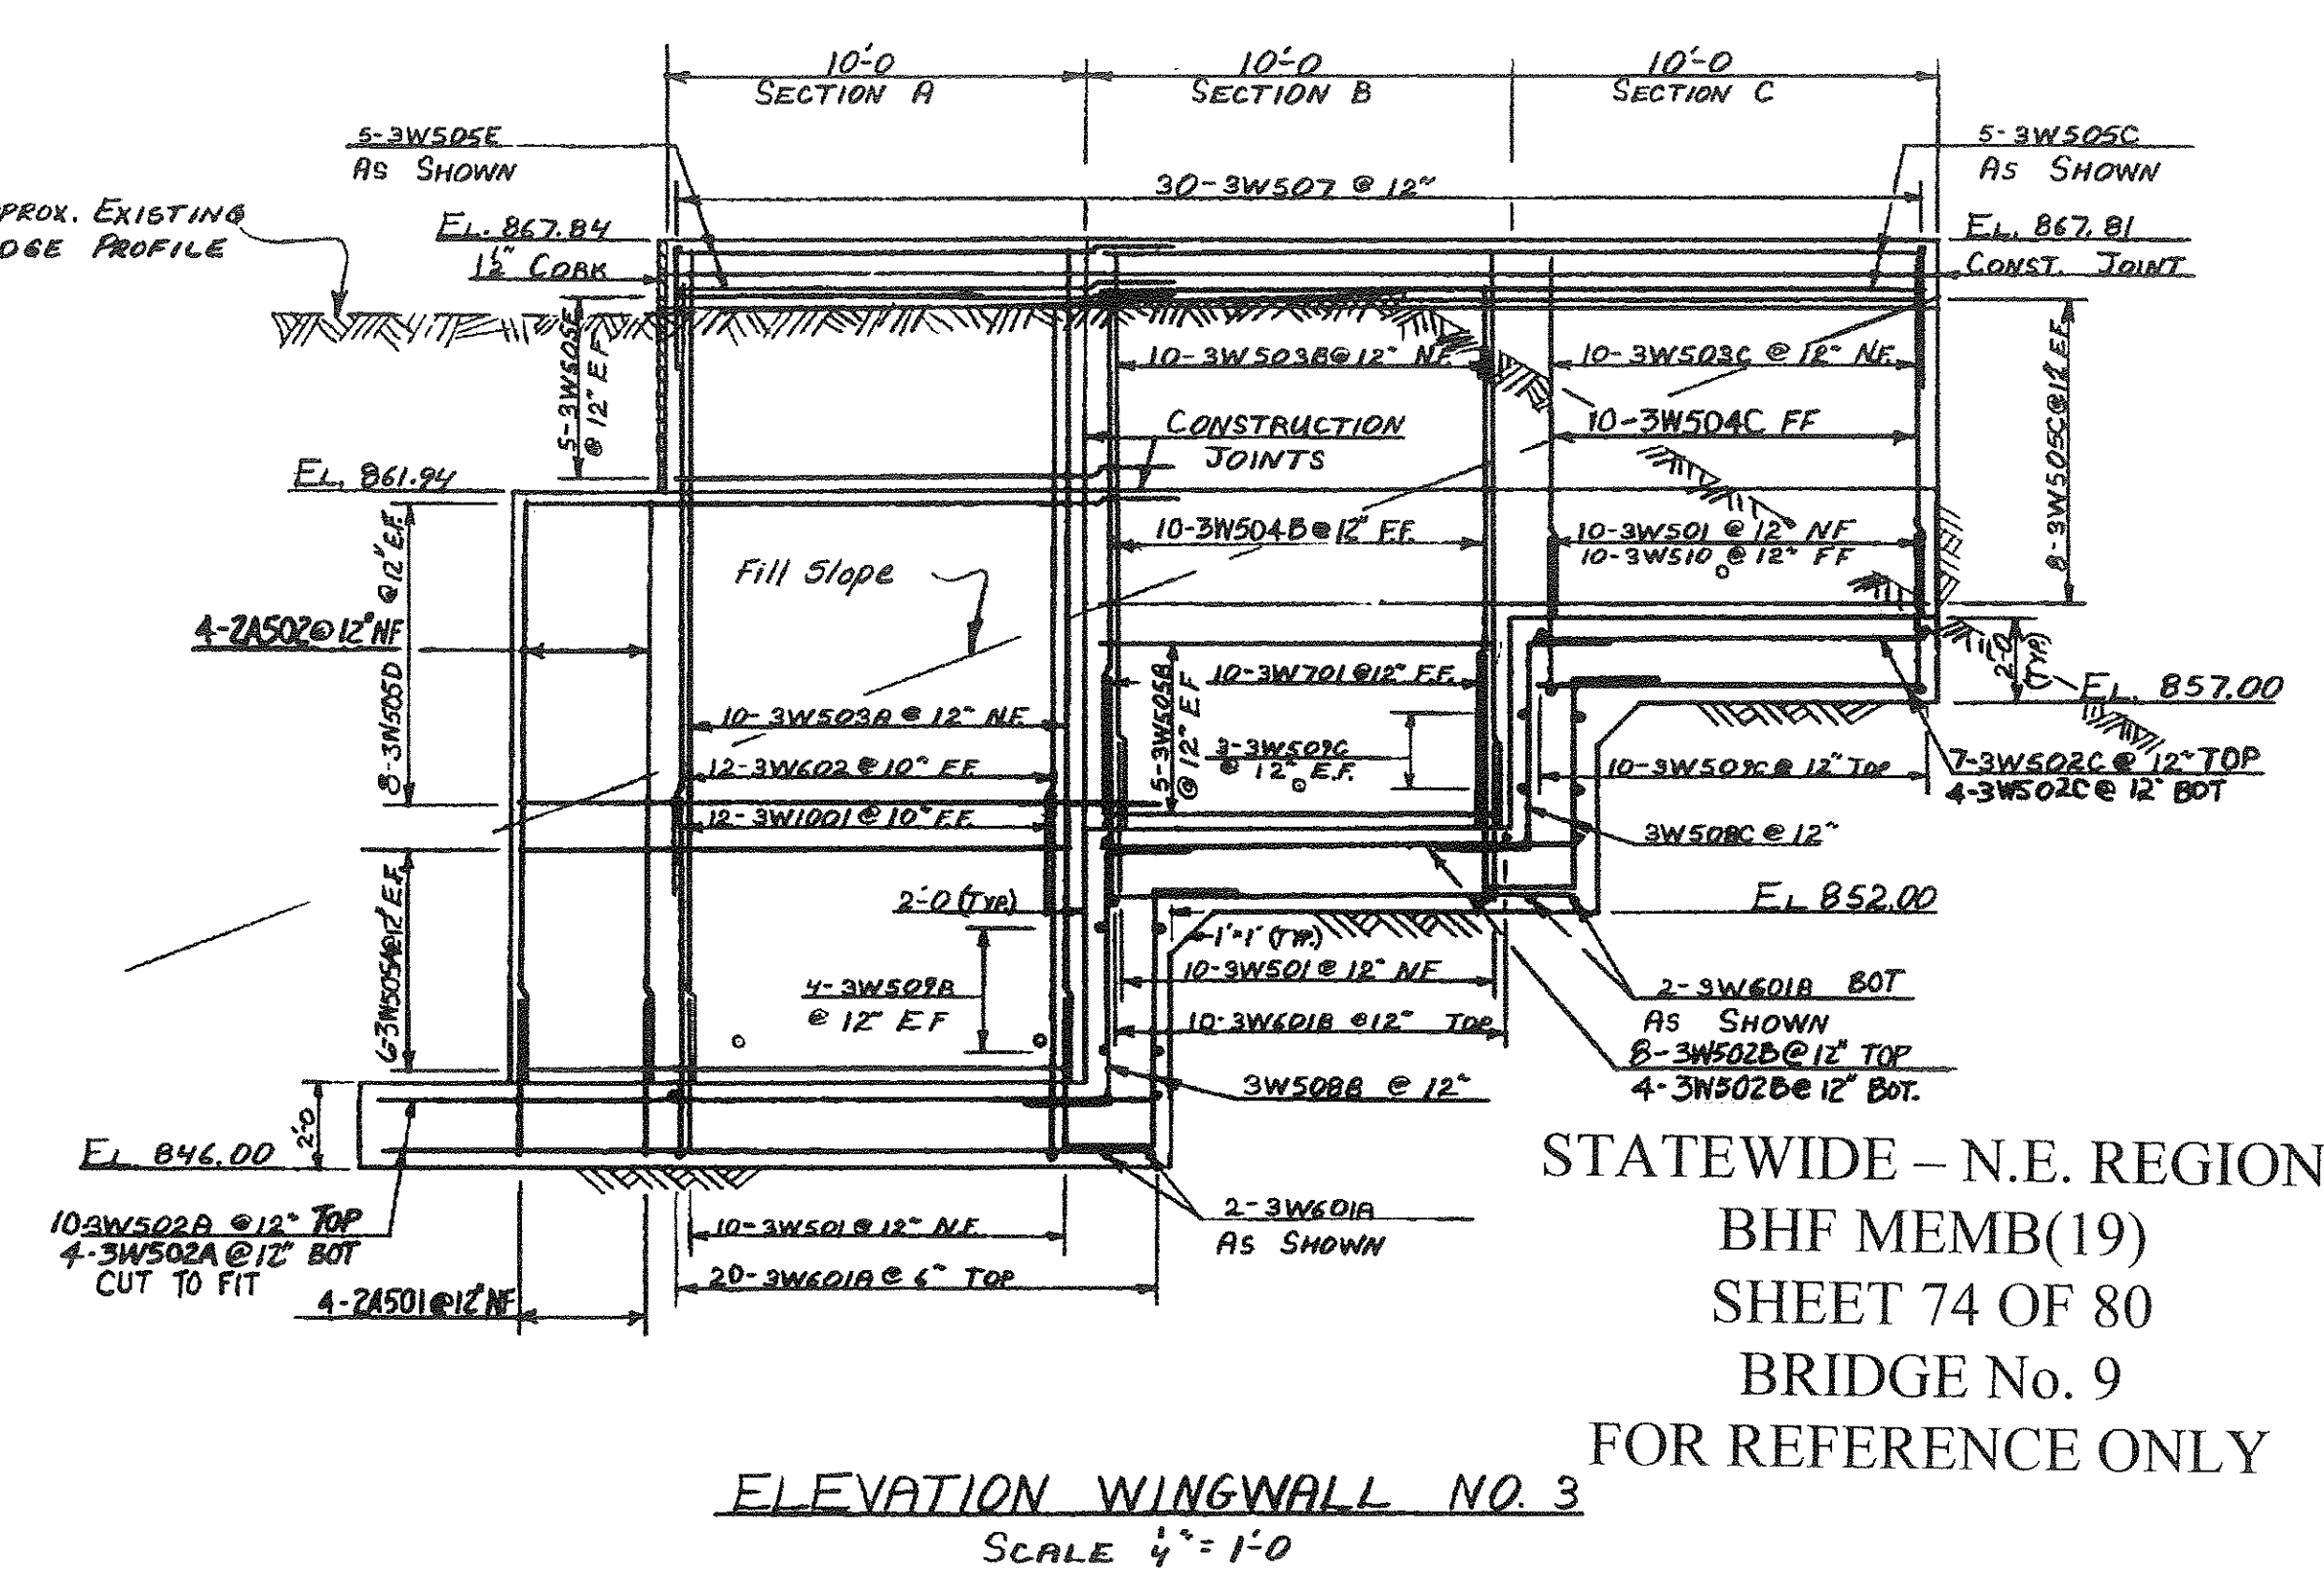 10'-0
SECTION A
10'-0
SECTION B
10'-0
SECTION C
5-3W505E
AS SHOWN
5-3W505C
AS SHOWN
30-3W507 @ 12"
PROX. EXISTING
PROFILE
EL. 867.84
1½" CORK
EL. 867.81
CONST. JOINT
5-3W505E
@ 12" E F
10-3W503B@ 12" NF.
10-3W503C @ 12" NF.
10-3W504C FF
8-3W505C@12" E.F.
CONSTRUCTION
JOINTS
EL. 861.94
10-3W504B@ 12" F.F.
10-3W501 @ 12" NF
10-3W510 @ 12" FF
Fill Slope
8-3W505D @ 12" E.F.
4-2A502@ 12" NF
2'-0
(TYP.)
EL. 857.00
10-3W701 @12" F.F.
5-3W505B
@ 12" E F
10-3W503A @ 12" N.F.
3-3W509C
@ 12" E.F.
12-3W602 @ 10" F.F.
10-3W509C @ 12" TOP
7-3W502C @ 12" TOP
4-3W502C@ 12" BOT
12-3W1001 @ 10" F.F.
3W508C @ 12"
6-3W505A@12" E.F.
2'-0 (TYP.)
EL 852.00
1'=1' (TYP.)
10-3W501 @ 12" N.F
4-3W509B
@ 12" E F
2-3W601B BOT
AS SHOWN
10-3W601B @12" TOP
8-3W502B@ 12" TOP
4-3W502B@ 12" BOT.
3W508B @ 12"
2'-0
EL. 846.00
10-3W502A @ 12" TOP
4-3W502A @ 12" BOT
CUT TO FIT
2-3W601A
AS SHOWN
10-3W501 @ 12" N.F.
20-3W601A @ 6" TOP
4-2A501@12" NF
STATEWIDE – N.E. REGION
BHF MEMB(19)
SHEET 74 OF 80
BRIDGE No. 9
FOR REFERENCE ONLY
ELEVATION WINGWALL NO. 3
SCALE ¼" = 1'-0